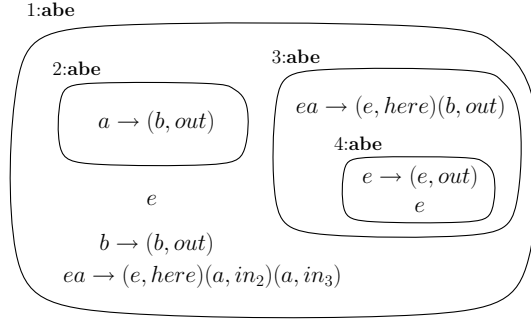 1:abe
2:abe
a → (b, out)
3:abe
ea → (e, here)(b, out)
4:abe
e → (e, out)
e
e
b → (b, out)
ea → (e, here)(a, in₂)(a, in₃)